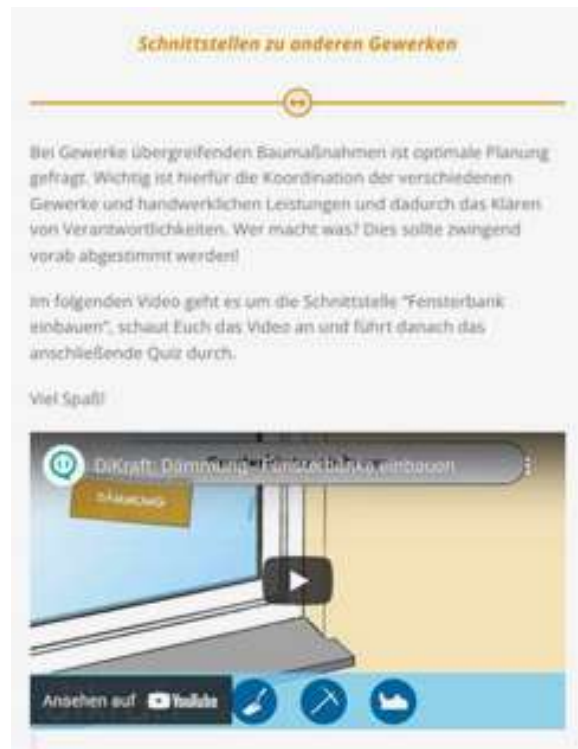 Schnittstellen zu anderen Gewerken
Bei Gewerke übergreifenden Baumaßnahmen ist optimale Planung
gefragt. Wichtig ist hierfür die Koordination der verschiedenen
Gewerke und handwerklichen Leistungen und dadurch das Klären
von Verantwortlichkeiten. Wer macht was? Dies sollte zwingend
vorab abgestimmt werden!
Im folgenden Video geht es um die Schnittstelle "Fensterbank
einbauen", schaut Euch das Video an und führt danach das
anschließende Quiz durch.
Viel Spaß!
DiKraft: Dämmung - Fensterbank einbauen
DÄMMUNG
Ansehen auf YouTube